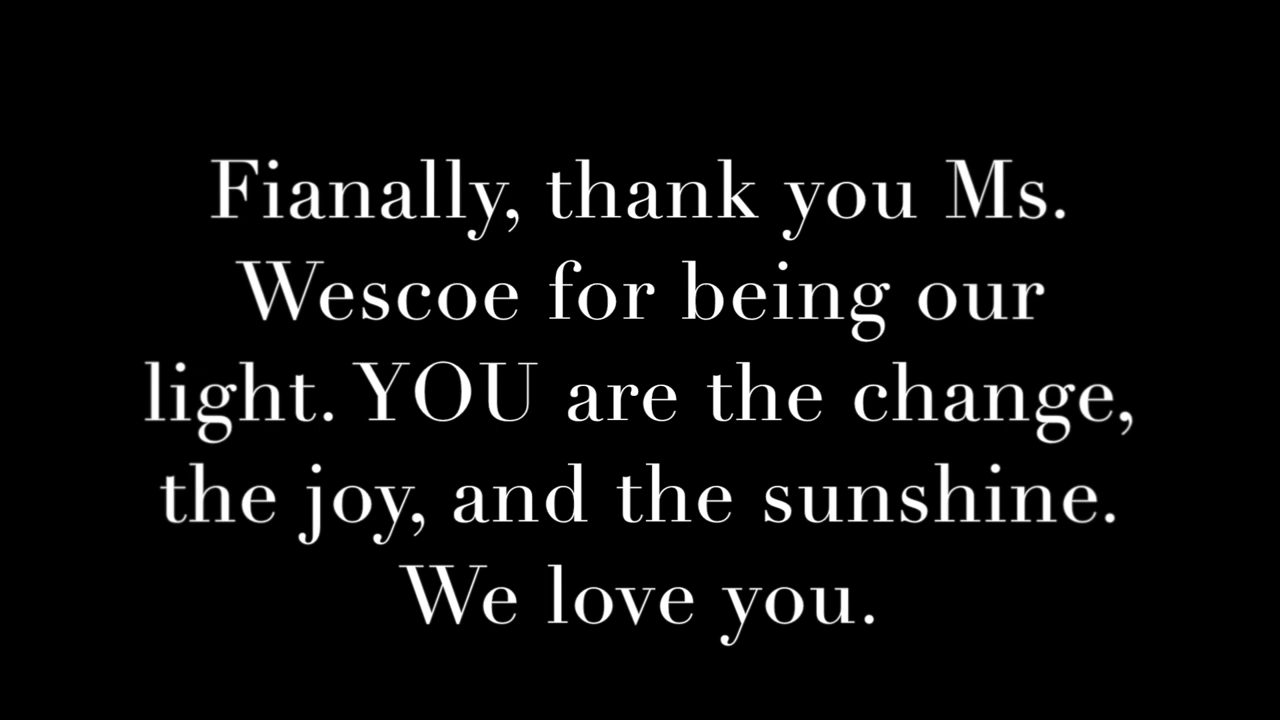 Fianally, thank you Ms.
Wescoe for being our
light. YOU are the change,
the joy, and the sunshine.
We love you.